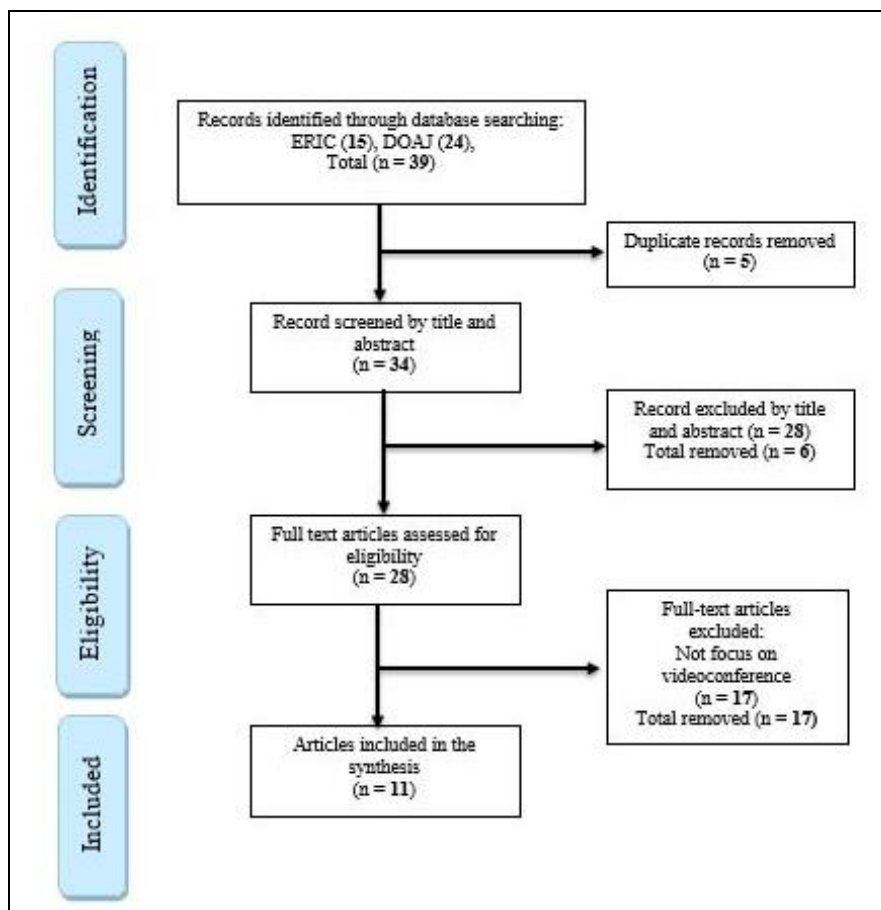 Identification
Records identified through database searching:
ERIC (15), DOAJ (24),
Total (n = 39)
Duplicate records removed
(n = 5)
Screening
Record screened by title and
abstract
(n = 34)
Record excluded by title
and abstract (n = 28)
Total removed (n = 6)
Eligibility
Full text articles assessed for
eligibility
(n = 28)
Full-text articles
excluded:
Not focus on
videoconference
(n = 17)
Total removed (n = 17)
Included
Articles included in the
synthesis
(n = 11)